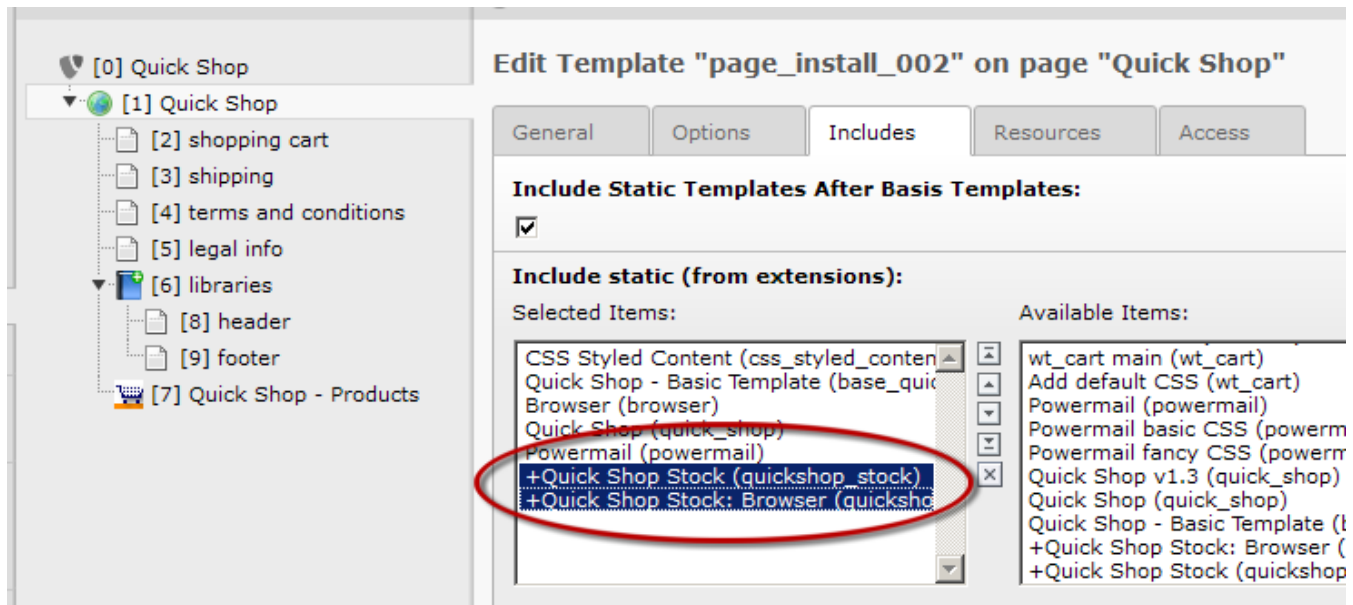 [0] Quick Shop
[1] Quick Shop
[2] shopping cart
[3] shipping
[4] terms and conditions
[5] legal info
[6] libraries
[8] header
[9] footer
[7] Quick Shop - Products
Edit Template "page_install_002" on page "Quick Shop"
General Options Includes Resources Access
Include Static Templates After Basis Templates:
Include static (from extensions):
Selected Items:
CSS Styled Content (css_styled_conten
Quick Shop - Basic Template (base_quic
Browser (browser)
Quick Shop (quick_shop)
Powermail (powermail)
+Quick Shop Stock (quickshop_stock)
+Quick Shop Stock: Browser (quicksho
Available Items:
wt_cart main (wt_cart)
Add default CSS (wt_cart)
Powermail (powermail)
Powermail basic CSS (powerm
Powermail fancy CSS (powerm
Quick Shop v1.3 (quick_shop)
Quick Shop (quick_shop)
Quick Shop - Basic Template (b
+Quick Shop Stock: Browser (
+Quick Shop Stock (quickshop